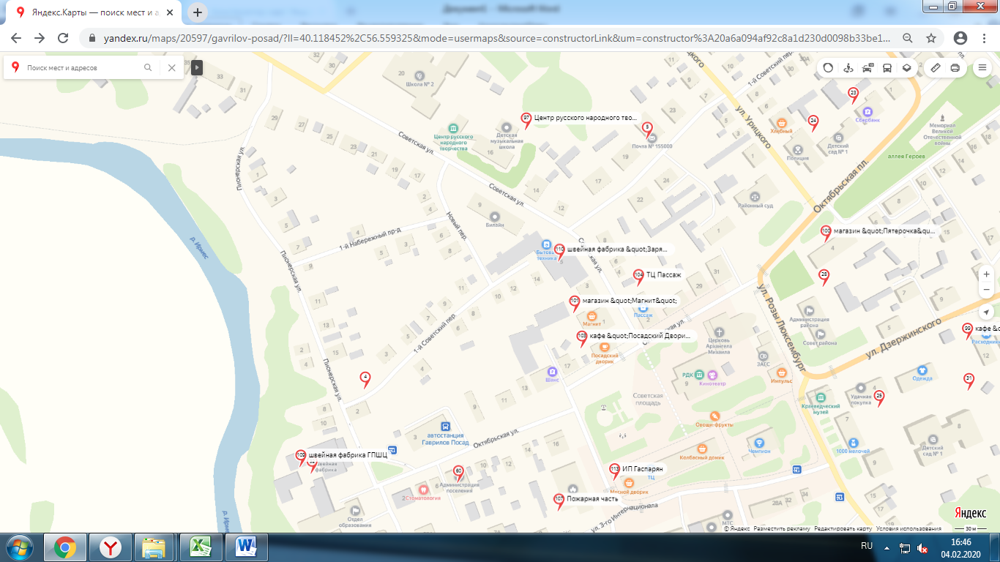 Яндекс.Карты — поиск мест и а
Документ1 - Microsoft Word
yandex.ru/maps/20597/gavrilov-posad/?ll=40.118452%2C56.559325&mode=usermaps&source=constructorLink&um=constructor%3A20a6a094af92c8a1d230d0098b33be1...
Поиск мест и адресов
Школа № 2
97 Центр русского народного тво...
Центр русского
народного
творчества
Детская
музыкальная
школа
Почта № 155000
1-й Советский пер.
ул. Урицкого
Хлебный
Полиция
Детский
сад № 1
Сбербанк
23
24
Мемориал
Великой
Отечественной
войны
аллея Героев
Октябрьская пл.
Районный суд
Пионерская ул.
Советская ул.
Советская ул.
р. Ирмес
1-й Набережный пр-д
Новый пер.
Билайн
Бытовая
техника
110 швейная фабрика &quot;Заря...
100 магазин &quot;Пятерочка&qu...
28
104 ТЦ Пассаж
Пассаж
101 магазин &quot;Магнит&quot;
Магнит
103 кафе &quot;Посадский Двори...
Посадский
дворик
Пионерская ул.
1-й Советский пер
Пионерская ул.
4
Шанс
Церковь
Архангела
Михаила
ЗАГС
РДК
Кинотеатр
Импульс
ул. Розы Люксембург
Администрация
района
Совет района
ул. Дзержинского
99 кафе &q
Одежда
31
25
Удачная
покупка
Краеведческий
музей
Советская
площадь
Овощи-фрукты
Колбасный домик
Чемпион
1000 мелочей
Детский
сад № 1
автостанция
Гаврилов Посад
Октябрьская ул.
109 швейная фабрика ГПШЦ
Швейная
фабрика
60
Администрация
поселения
Стоматология
Отдел
образования
113 ИП Гаспарян
ТЦ
Мясной дворик
107 Пожарная часть
ул. 3-го Интернационала
МТС
28А
32
Яндекс
© Яндекс Разместить рекламу Редактировать карту Условия использования
30 м
RU
16:46
04.02.2020